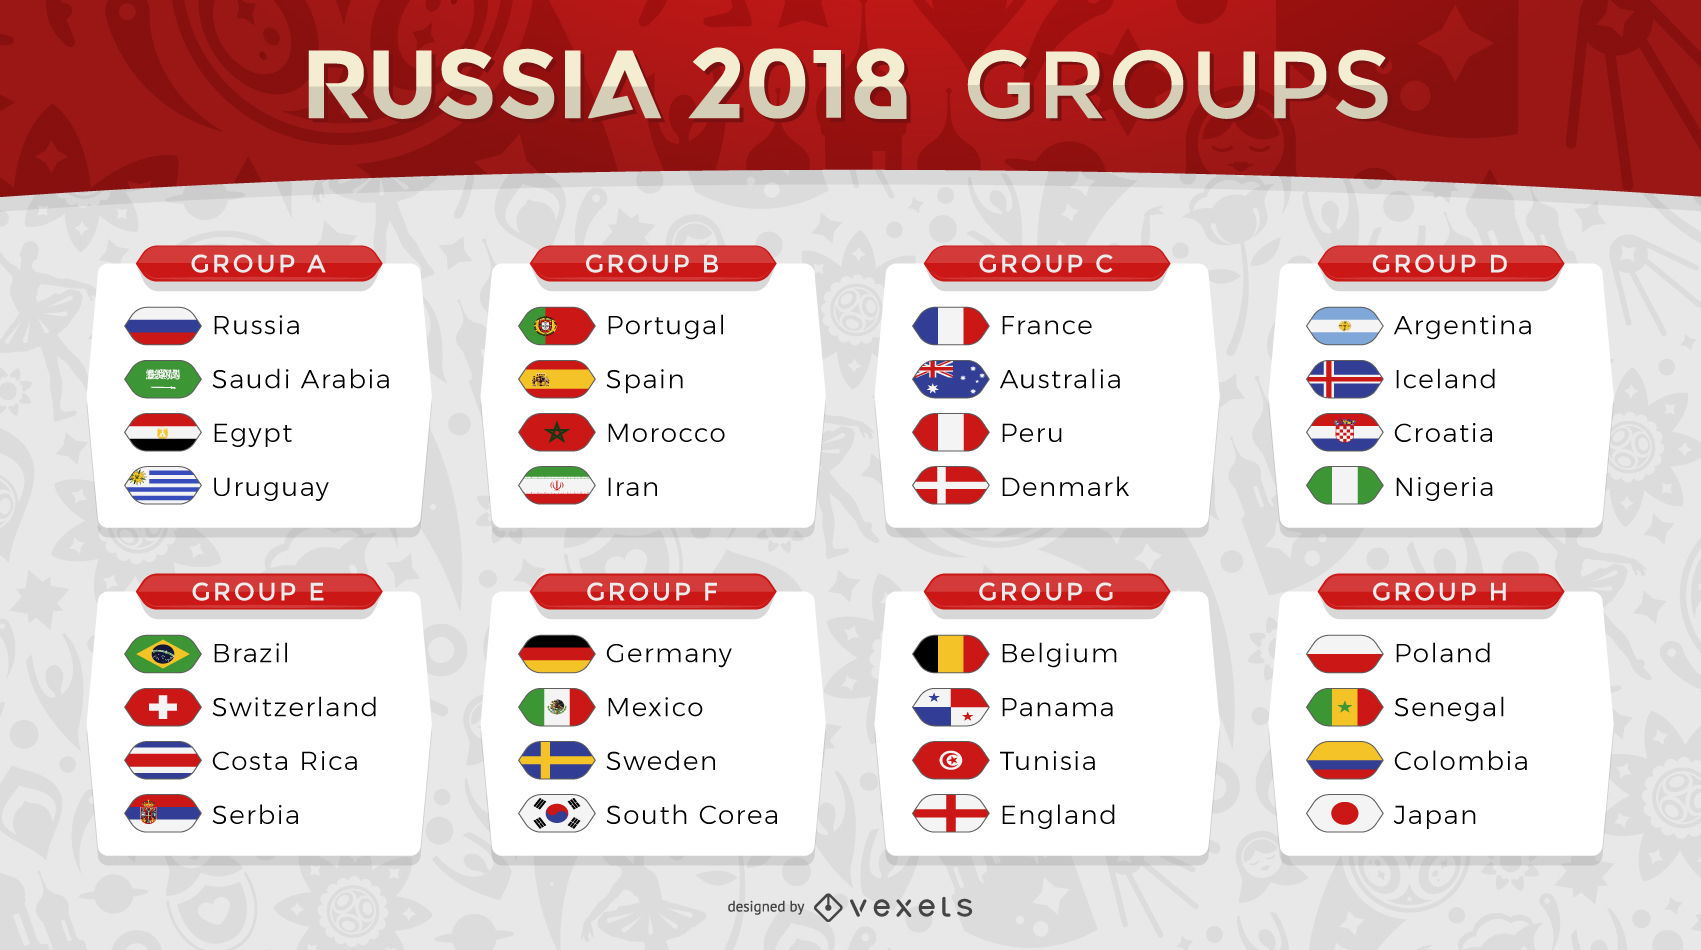 RUSSIA 2018 GROUPS
GROUP A
Russia
Saudi Arabia
Egypt
Uruguay
GROUP B
Portugal
Spain
Morocco
Iran
GROUP C
France
Australia
Peru
Denmark
GROUP D
Argentina
Iceland
Croatia
Nigeria
GROUP E
Brazil
Switzerland
Costa Rica
Serbia
GROUP F
Germany
Mexico
Sweden
South Corea
GROUP G
Belgium
Panama
Tunisia
England
GROUP H
Poland
Senegal
Colombia
Japan
designed by vexels